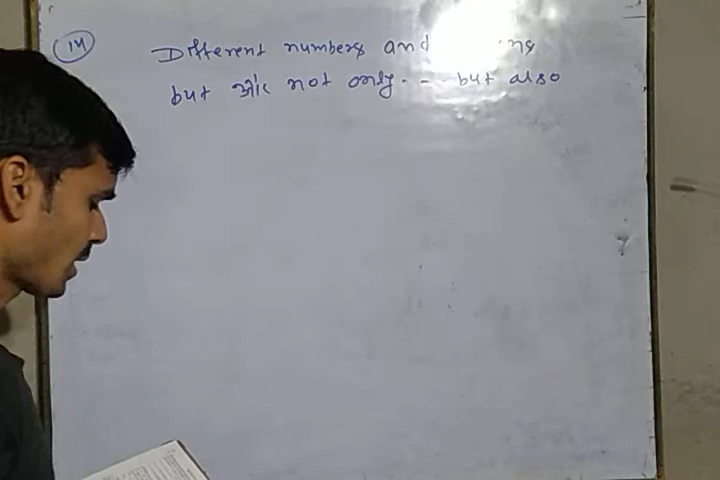 (14) Different numbers and
but और not only - - but also